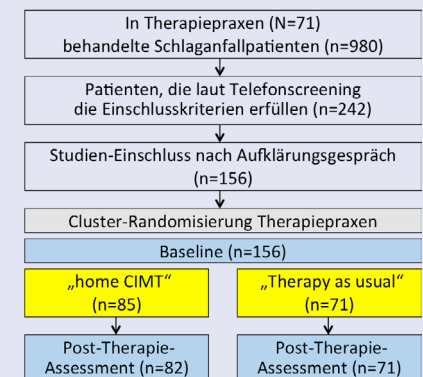 In Therapiepraxen (N=71)
behandelte Schlaganfallpatienten (n=980)
Patienten, die laut Telefonscreening
die Einschlusskriterien erfüllen (n=242)
Studien-Einschluss nach Aufklärungsgespräch
(n=156)
Cluster-Randomisierung Therapiepraxen
Baseline (n=156)
„home CIMT“
(n=85)
„Therapy as usual“
(n=71)
Post-Therapie-
Assessment (n=82)
Post-Therapie-
Assessment (n=71)